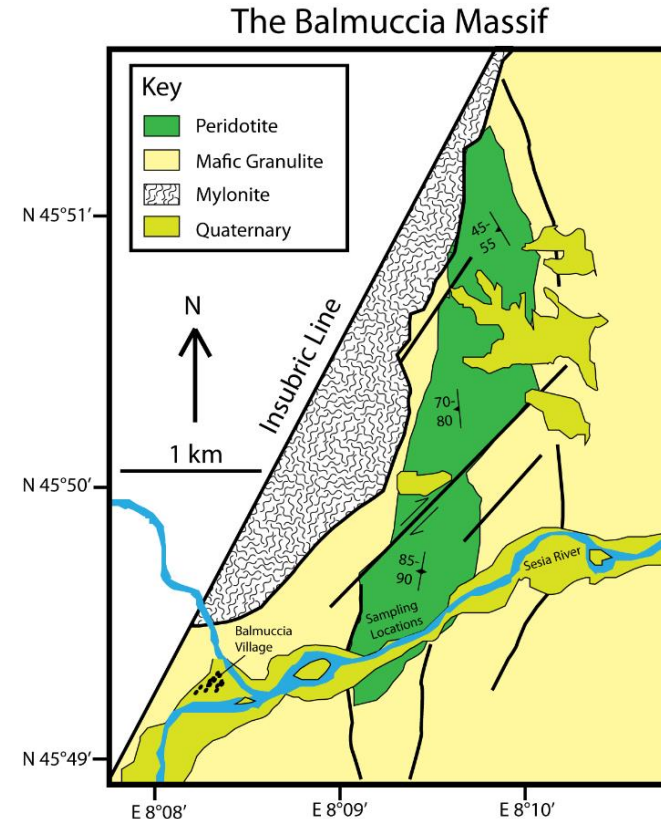 The Balmuccia Massif
Key
Peridotite
Mafic Granulite
Mylonite
Quaternary
N 45°51′
N
Insubric Line
1 km
N 45°50′
45-
55
70-
80
85-
90
Sampling
Locations
Sesia River
Balmuccia
Village
N 45°49′
E 8°08′
E 8°09′
E 8°10′